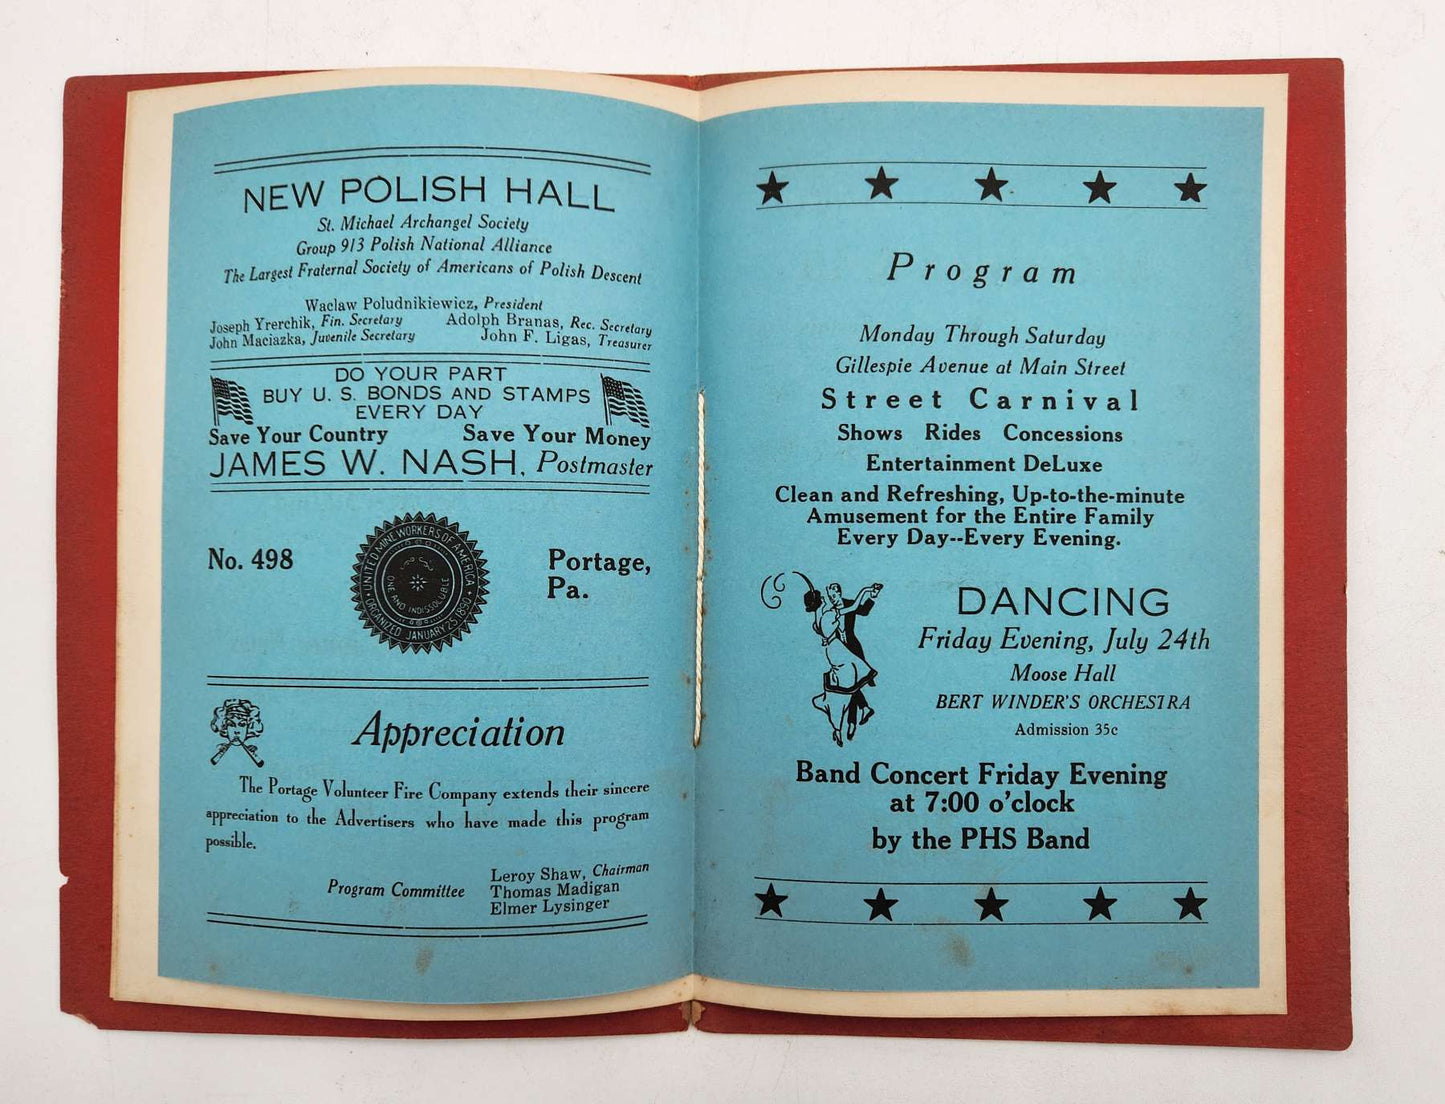 NEW POLISH HALL
St. Michael Archangel Society
Group 913 Polish National Alliance
The Largest Fraternal Society of Americans of Polish Descent
Waclaw Poludnikiewicz, President
Joseph Yrerchik, Fin. Secretary Adolph Branas, Rec. Secretary
John Maciazka, Juvenile Secretary John F. Ligas, Treasurer
DO YOUR PART
BUY U. S. BONDS AND STAMPS
EVERY DAY
Save Your Country Save Your Money
JAMES W. NASH, Postmaster
No. 498
UNITED MINE WORKERS OF AMERICA
ONE AND INDISSOLUBLE
ORGANIZED JANUARY 25 1890
Portage,
Pa.
Appreciation
The Portage Volunteer Fire Company extends their sincere
appreciation to the Advertisers who have made this program
possible.
Program Committee
Leroy Shaw, Chairman
Thomas Madigan
Elmer Lysinger
Program
Monday Through Saturday
Gillespie Avenue at Main Street
Street Carnival
Shows Rides Concessions
Entertainment DeLuxe
Clean and Refreshing, Up-to-the-minute
Amusement for the Entire Family
Every Day--Every Evening.
DANCING
Friday Evening, July 24th
Moose Hall
BERT WINDER'S ORCHESTRA
Admission 35c
Band Concert Friday Evening
at 7:00 o'clock
by the PHS Band